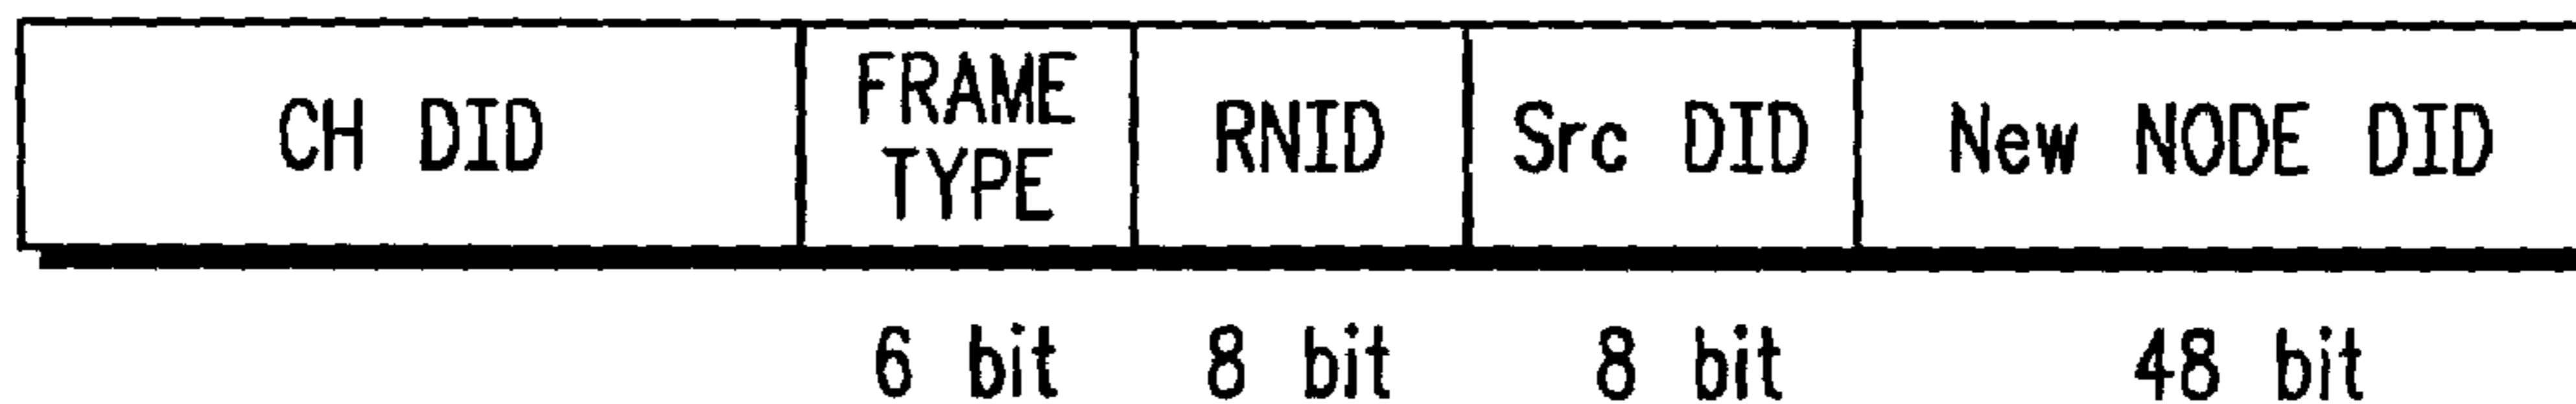 CH DID
FRAME
TYPE
RNID
Src DID
New NODE DID
6 bit
8 bit
8 bit
48 bit